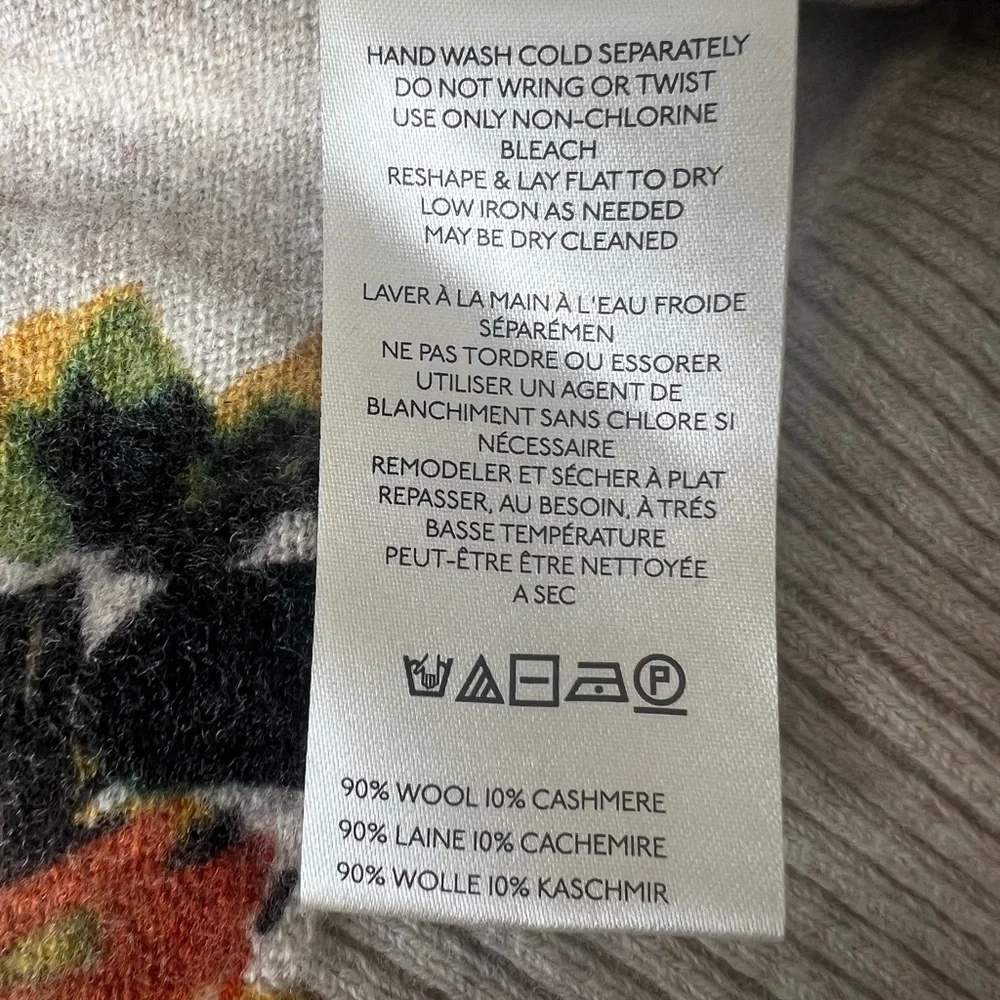 HAND WASH COLD SEPARATELY
DO NOT WRING OR TWIST
USE ONLY NON-CHLORINE
BLEACH
RESHAPE & LAY FLAT TO DRY
LOW IRON AS NEEDED
MAY BE DRY CLEANED
LAVER À LA MAIN À L'EAU FROIDE
SÉPARÉMEN
NE PAS TORDRE OU ESSORER
UTILISER UN AGENT DE
BLANCHIMENT SANS CHLORE SI
NÉCESSAIRE
REMODELER ET SÉCHER À PLAT
REPASSER, AU BESOIN, À TRÉS
BASSE TEMPÉRATURE
PEUT-ÊTRE ÊTRE NETTOYÉE
A SEC
P
90% WOOL 10% CASHMERE
90% LAINE 10% CACHEMIRE
90% WOLLE 10% KASCHMIR